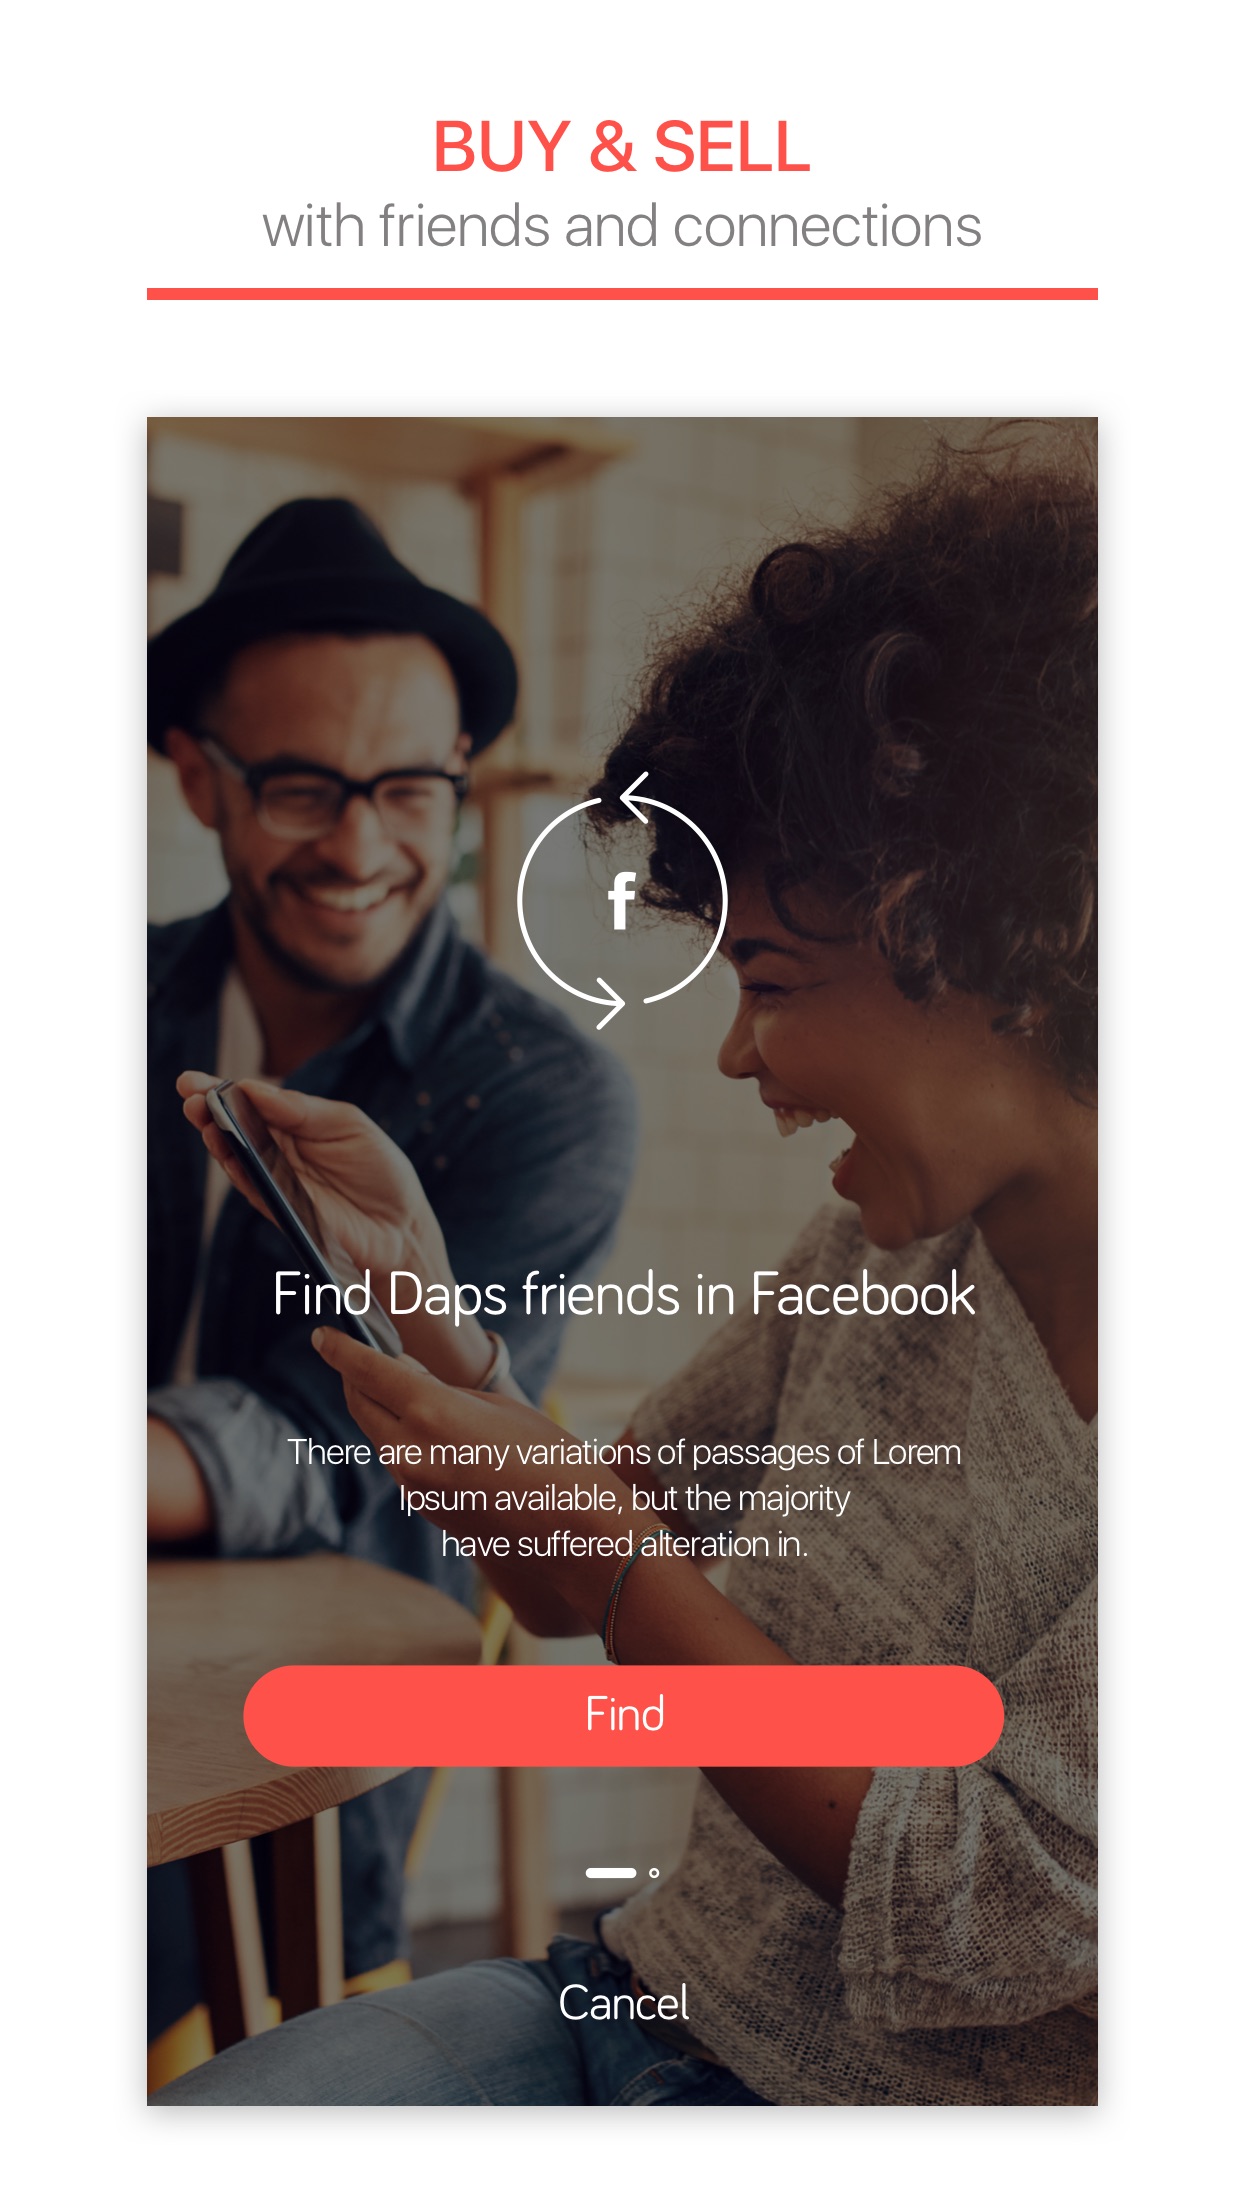 BUY & SELL
with friends and connections
f
Find Daps friends in Facebook
There are many variations of passages of Lorem
Ipsum available, but the majority
have suffered alteration in.
Find
Cancel